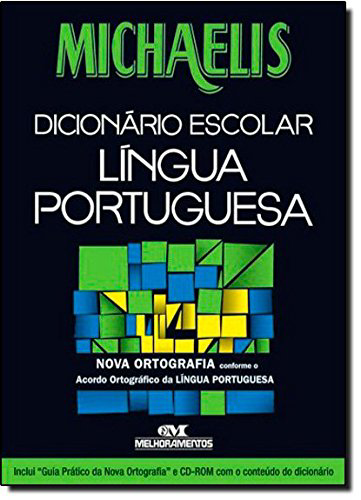 MICHAELIS
DICIONÁRIO ESCOLAR
LÍNGUA
PORTUGUESA
NOVA ORTOGRAFIA conforme o
Acordo Ortográfico da LÍNGUA PORTUGUESA
MELHORAMENTOS
Inclui "Guia Prático da Nova Ortografia" e CD-ROM com o conteúdo do dicionário